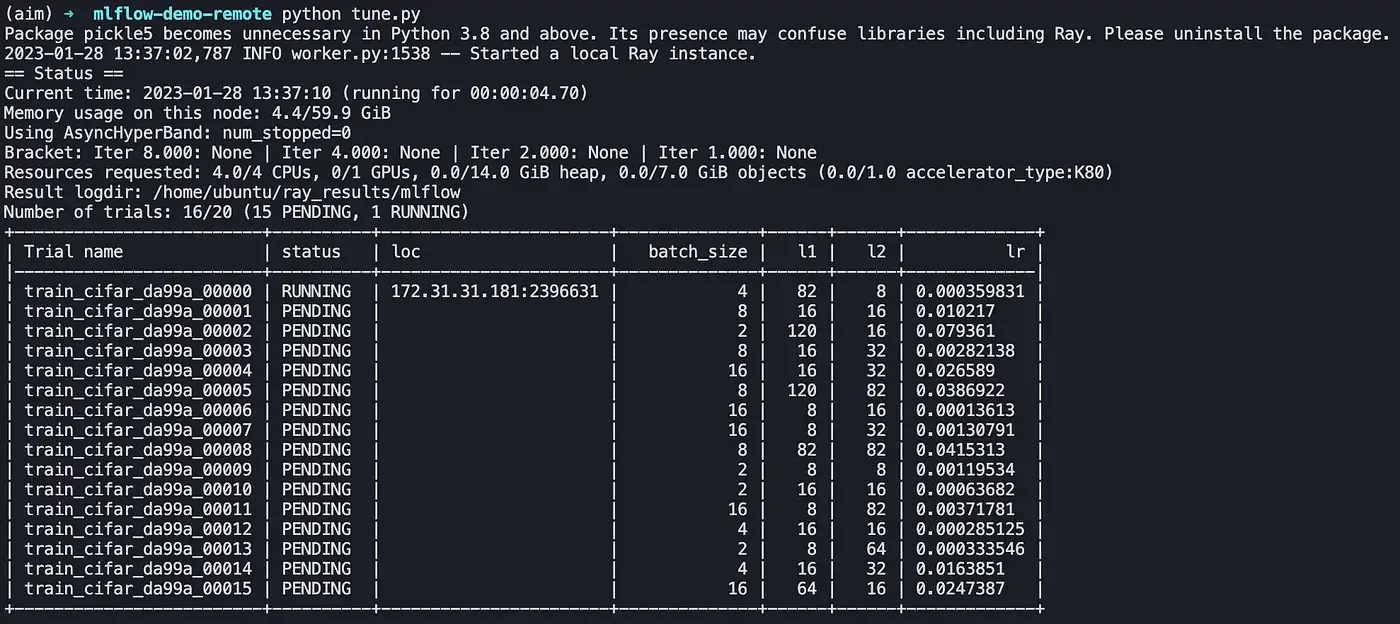 (aim) → mlflow-demo-remote python tune.py
Package pickle5 becomes unnecessary in Python 3.8 and above. Its presence may confuse libraries including Ray. Please uninstall the package.
2023-01-28 13:37:02,787 INFO worker.py:1538 -- Started a local Ray instance.
== Status ==
Current time: 2023-01-28 13:37:10 (running for 00:00:04.70)
Memory usage on this node: 4.4/59.9 GiB
Using AsyncHyperBand: num_stopped=0
Bracket: Iter 8.000: None | Iter 4.000: None | Iter 2.000: None | Iter 1.000: None
Resources requested: 4.0/4 CPUs, 0/1 GPUs, 0.0/14.0 GiB heap, 0.0/7.0 GiB objects (0.0/1.0 accelerator_type:K80)
Result logdir: /home/ubuntu/ray_results/mlflow
Number of trials: 16/20 (15 PENDING, 1 RUNNING)
+-------------------------+----------+-----------------------+--------------+------+------+-------------+
| Trial name | status | loc | batch_size | l1 | l2 | lr |
|-------------------------+----------+-----------------------+--------------+------+------+-------------|
| train_cifar_da99a_00000 | RUNNING | 172.31.31.181:2396631 | 4 | 82 | 8 | 0.000359831 |
| train_cifar_da99a_00001 | PENDING | | 8 | 16 | 16 | 0.010217 |
| train_cifar_da99a_00002 | PENDING | | 2 | 120 | 16 | 0.079361 |
| train_cifar_da99a_00003 | PENDING | | 8 | 16 | 32 | 0.00282138 |
| train_cifar_da99a_00004 | PENDING | | 16 | 16 | 32 | 0.026589 |
| train_cifar_da99a_00005 | PENDING | | 8 | 120 | 82 | 0.0386922 |
| train_cifar_da99a_00006 | PENDING | | 16 | 8 | 16 | 0.00013613 |
| train_cifar_da99a_00007 | PENDING | | 16 | 8 | 32 | 0.00130791 |
| train_cifar_da99a_00008 | PENDING | | 8 | 82 | 82 | 0.0415313 |
| train_cifar_da99a_00009 | PENDING | | 2 | 8 | 8 | 0.00119534 |
| train_cifar_da99a_00010 | PENDING | | 2 | 16 | 16 | 0.00063682 |
| train_cifar_da99a_00011 | PENDING | | 16 | 8 | 82 | 0.00371781 |
| train_cifar_da99a_00012 | PENDING | | 4 | 16 | 16 | 0.000285125 |
| train_cifar_da99a_00013 | PENDING | | 2 | 8 | 64 | 0.000333546 |
| train_cifar_da99a_00014 | PENDING | | 4 | 16 | 32 | 0.0163851 |
| train_cifar_da99a_00015 | PENDING | | 16 | 64 | 16 | 0.0247387 |
+-------------------------+----------+-----------------------+--------------+------+------+-------------+